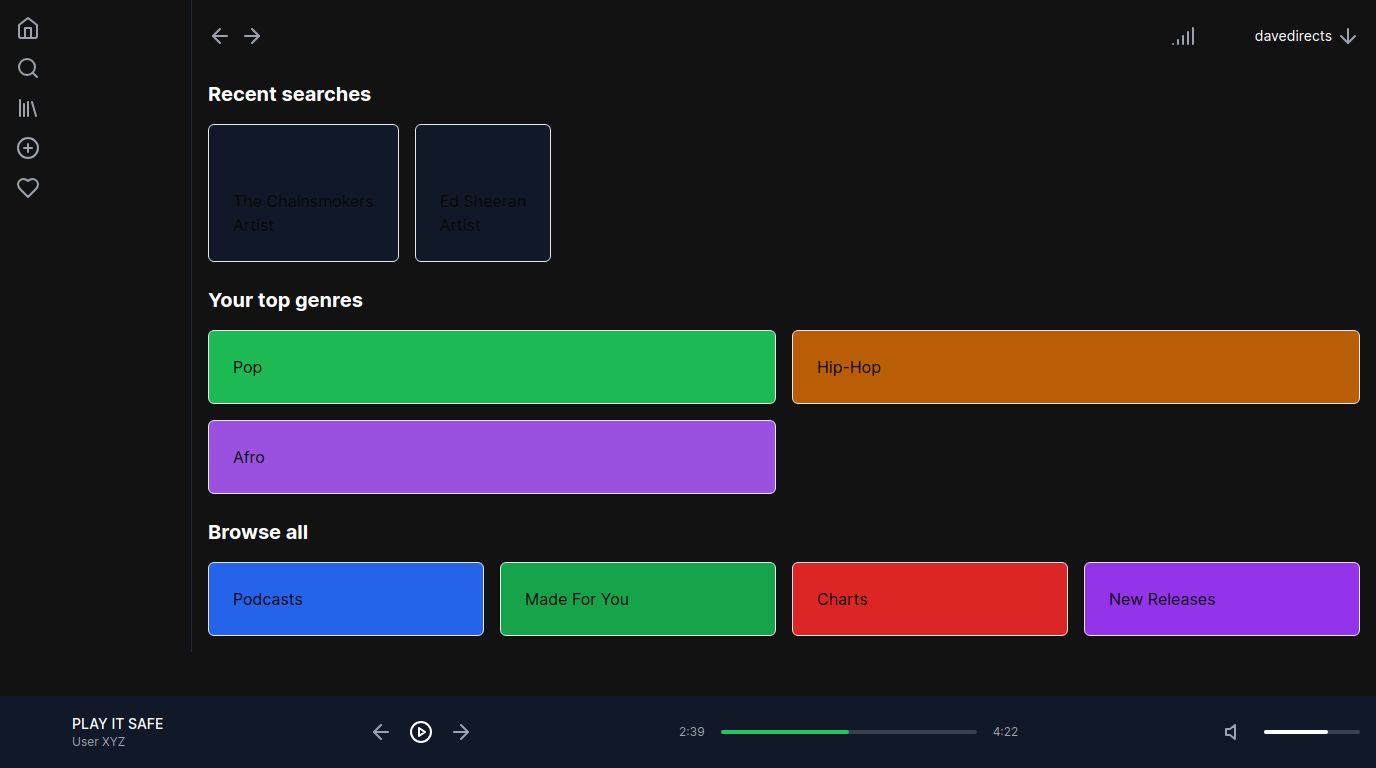 davedirects
Recent searches
The Chainsmokers
Artist
Ed Sheeran
Artist
Your top genres
Pop
Hip-Hop
Afro
Browse all
Podcasts
Made For You
Charts
New Releases
PLAY IT SAFE
User XYZ
2:39
4:22